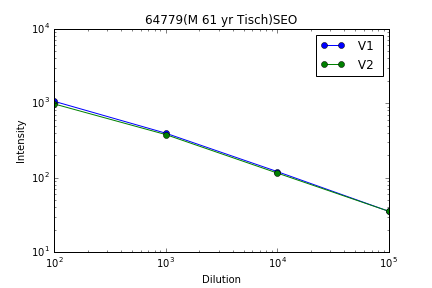 64779(M 61 yr Tisch)SEO
V1
V2
Intensity
10^4
10^3
10^2
10^1
10^2 10^3 10^4 10^5
Dilution